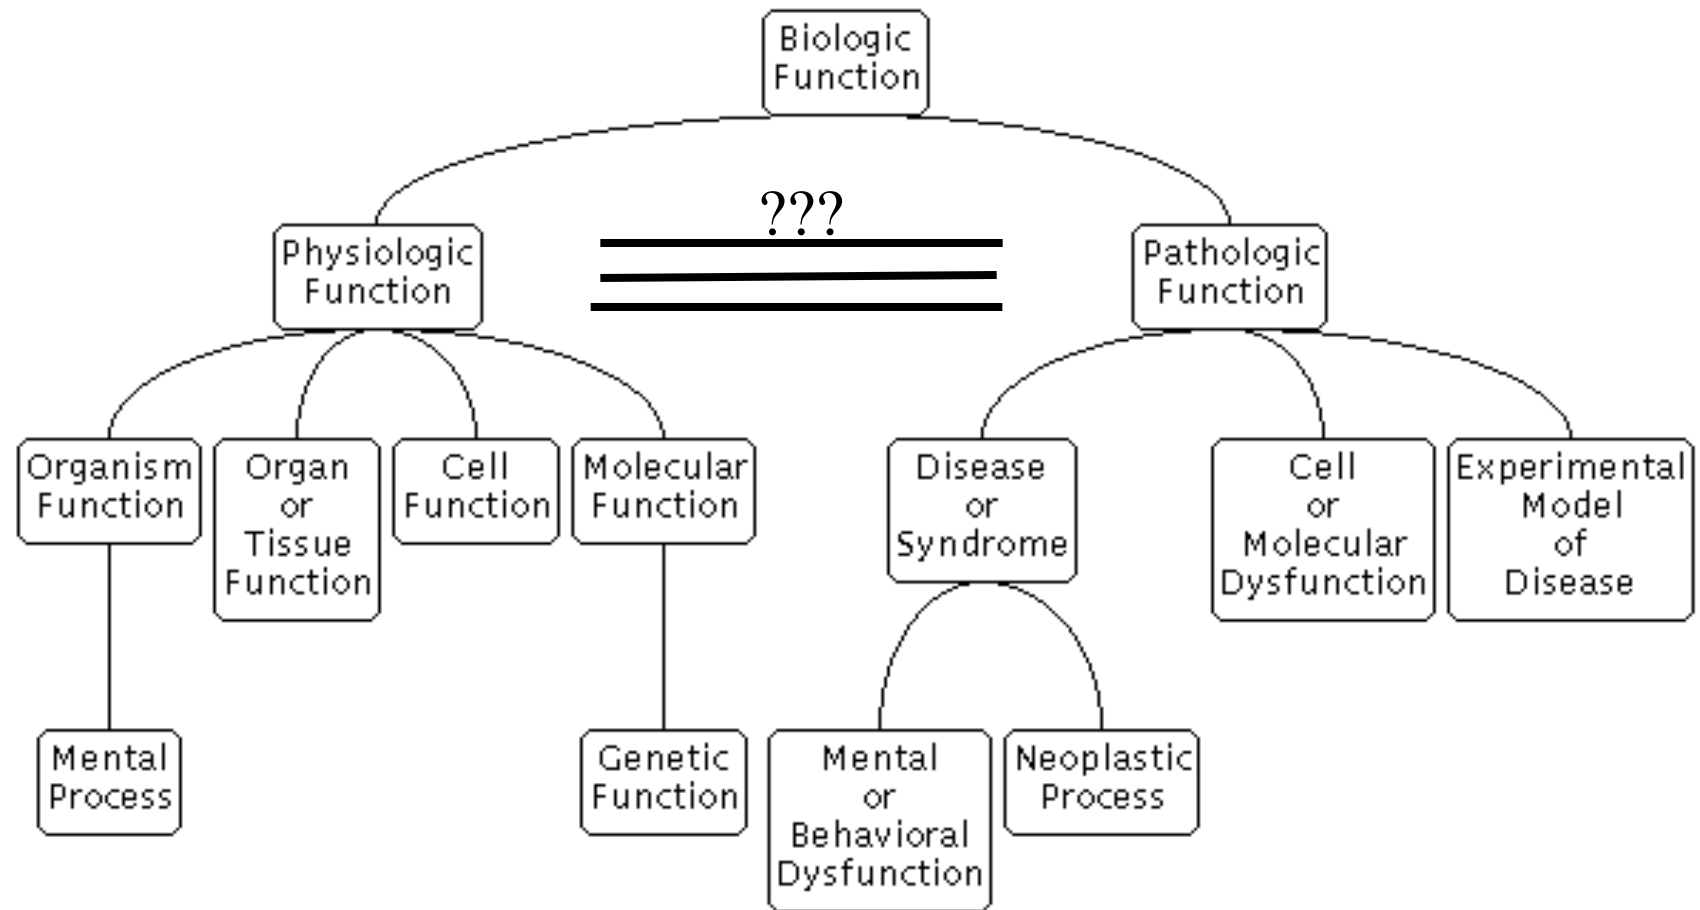 Biologic
Function
???
Physiologic
Function
Pathologic
Function
Organism
Function
Organ
or
Tissue
Function
Cell
Function
Molecular
Function
Disease
or
Syndrome
Cell
or
Molecular
Dysfunction
Experimental
Model
of
Disease
Mental
Process
Genetic
Function
Mental
or
Behavioral
Dysfunction
Neoplastic
Process